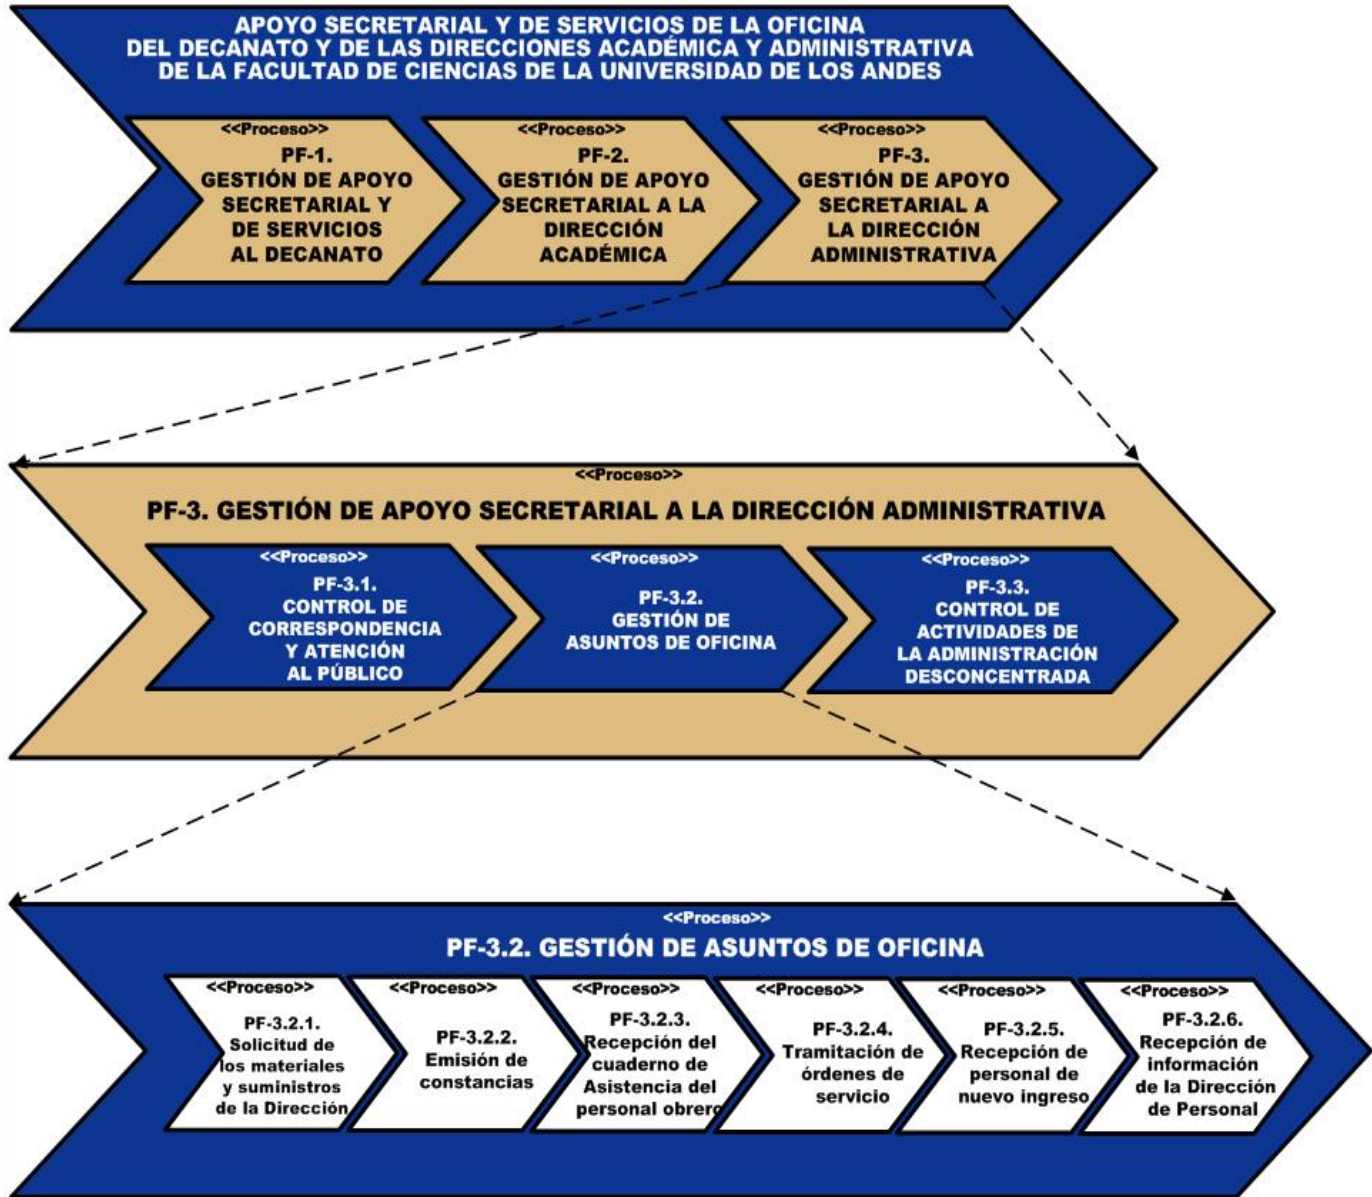 APOYO SECRETARIAL Y DE SERVICIOS DE LA OFICINA
DEL DECANATO Y DE LAS DIRECCIONES ACADÉMICA Y ADMINISTRATIVA
DE LA FACULTAD DE CIENCIAS DE LA UNIVERSIDAD DE LOS ANDES
<<Proceso>>
PF-1.
GESTIÓN DE APOYO
SECRETARIAL Y
DE SERVICIOS
AL DECANATO
<<Proceso>>
PF-2.
GESTIÓN DE APOYO
SECRETARIAL A LA
DIRECCIÓN
ACADÉMICA
<<Proceso>>
PF-3.
GESTIÓN DE APOYO
SECRETARIAL A
LA DIRECCIÓN
ADMINISTRATIVA
<<Proceso>>
PF-3. GESTIÓN DE APOYO SECRETARIAL A LA DIRECCIÓN ADMINISTRATIVA
<<Proceso>>
PF-3.1.
CONTROL DE
CORRESPONDENCIA
Y ATENCIÓN
AL PÚBLICO
<<Proceso>>
PF-3.2.
GESTIÓN DE
ASUNTOS DE OFICINA
<<Proceso>>
PF-3.3.
CONTROL DE
ACTIVIDADES DE
LA ADMINISTRACIÓN
DESCONCENTRADA
<<Proceso>>
PF-3.2. GESTIÓN DE ASUNTOS DE OFICINA
<<Proceso>>
PF-3.2.1.
Solicitud de
los materiales
y suministros
de la Dirección
<<Proceso>>
PF-3.2.2.
Emisión de
constancias
<<Proceso>>
PF-3.2.3.
Recepción del
cuaderno de
Asistencia del
personal obrero
<<Proceso>>
PF-3.2.4.
Tramitación de
órdenes de
servicio
<<Proceso>>
PF-3.2.5.
Recepción de
personal de
nuevo ingreso
<<Proceso>>
PF-3.2.6.
Recepción de
información
de la Dirección
de Personal